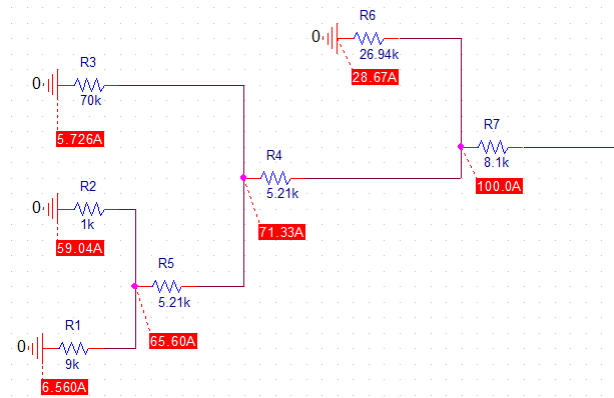 R6
0
26.94k
28.67A
R3
0
70k
5.726A
R7
8.1k
100.0A
R4
5.21k
71.33A
R2
0
1k
59.04A
R5
5.21k
65.60A
R1
0
9k
6.560A